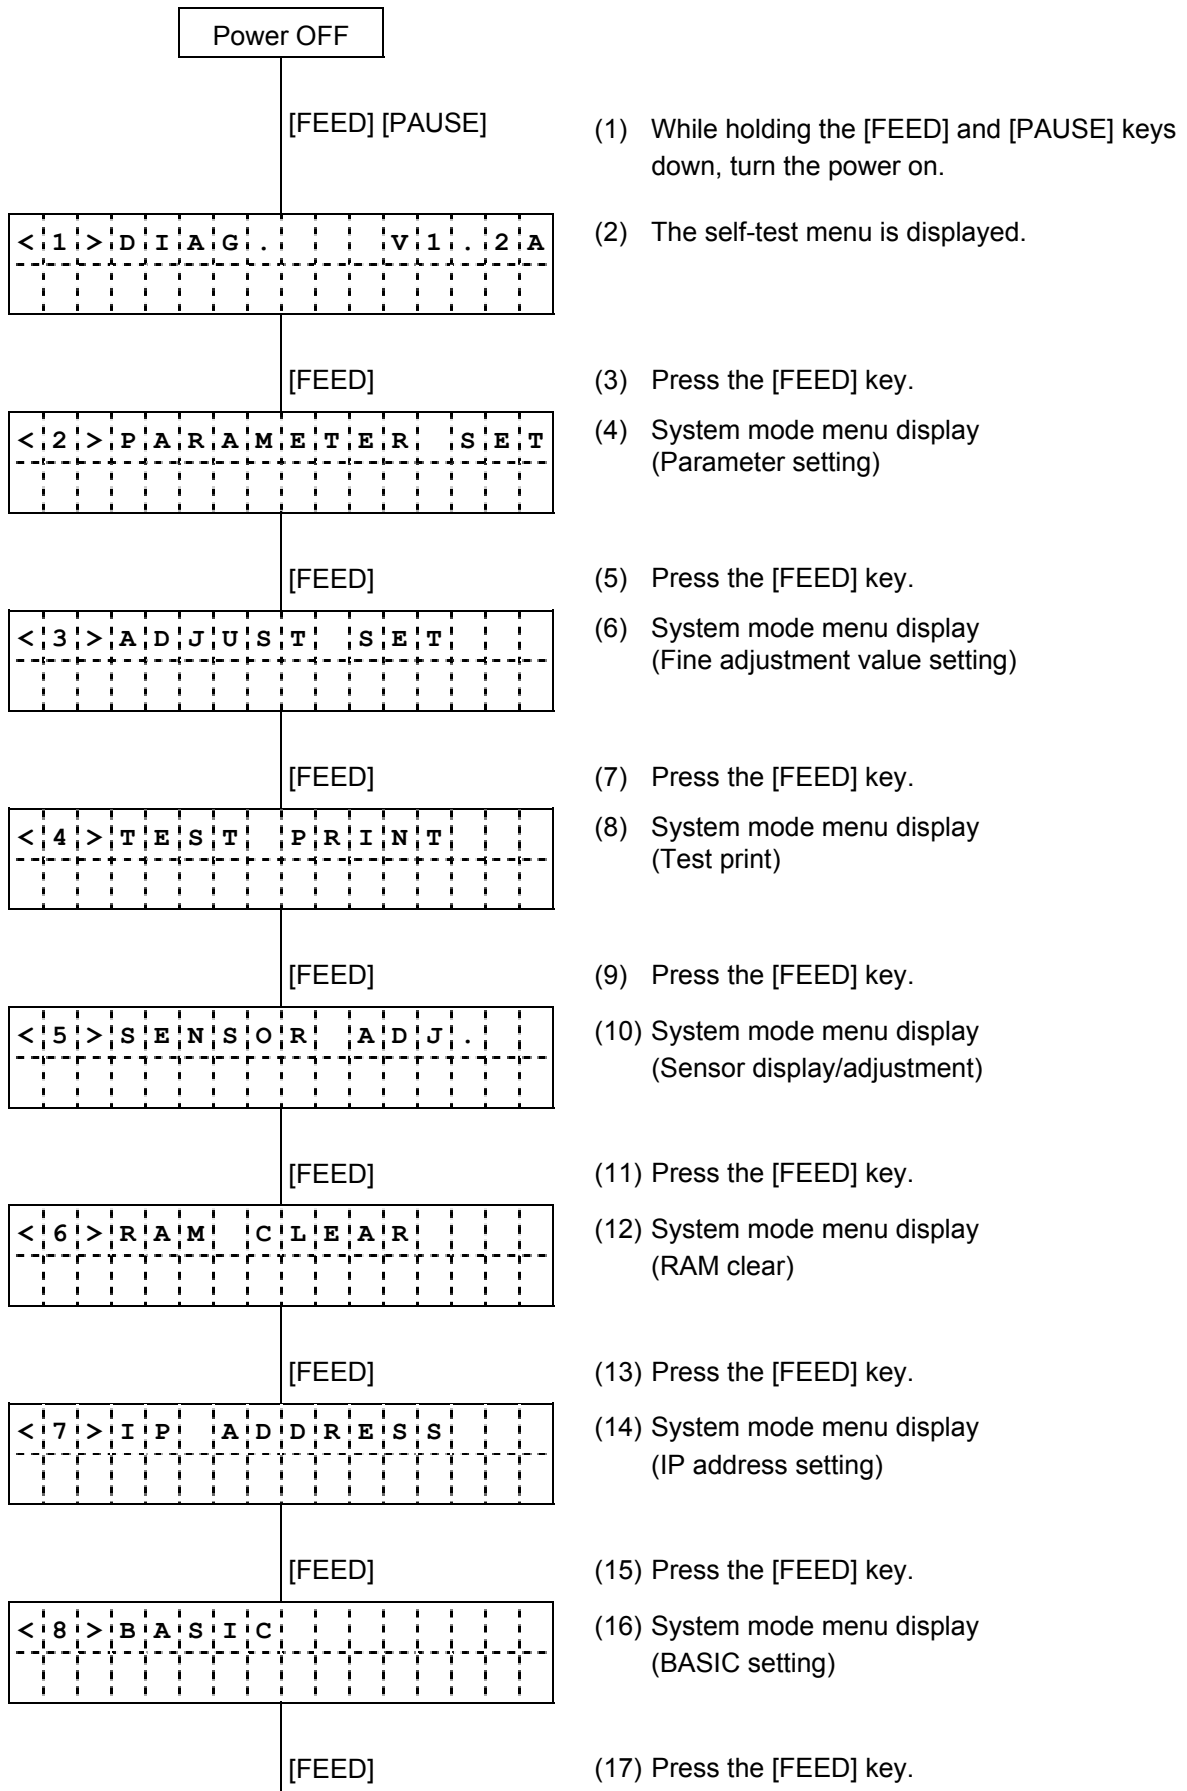 Power OFF
[FEED] [PAUSE]
(1) While holding the [FEED] and [PAUSE] keys
down, turn the power on.
<1>DIAG. V1.2A
(2) The self-test menu is displayed.
[FEED]
(3) Press the [FEED] key.
<2>PARAMETER SET
(4) System mode menu display
(Parameter setting)
[FEED]
(5) Press the [FEED] key.
<3>ADJUST SET
(6) System mode menu display
(Fine adjustment value setting)
[FEED]
(7) Press the [FEED] key.
<4>TEST PRINT
(8) System mode menu display
(Test print)
[FEED]
(9) Press the [FEED] key.
<5>SENSOR ADJ.
(10) System mode menu display
(Sensor display/adjustment)
[FEED]
(11) Press the [FEED] key.
<6>RAM CLEAR
(12) System mode menu display
(RAM clear)
[FEED]
(13) Press the [FEED] key.
<7>IP ADDRESS
(14) System mode menu display
(IP address setting)
[FEED]
(15) Press the [FEED] key.
<8>BASIC
(16) System mode menu display
(BASIC setting)
[FEED]
(17) Press the [FEED] key.